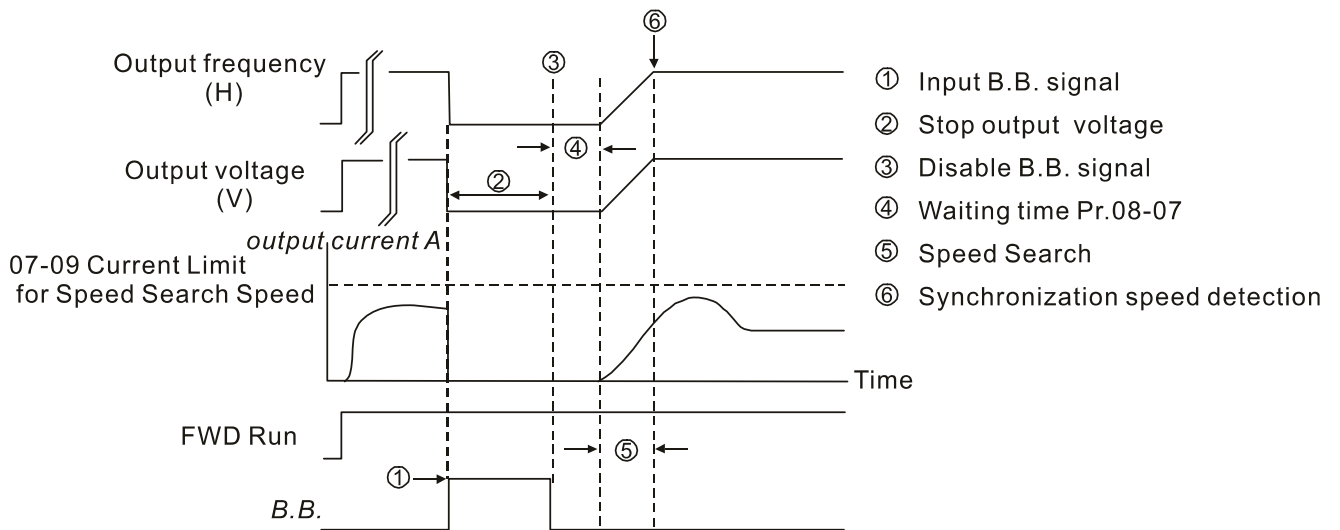 ⑥
Output frequency
(H)
③
① Input B.B. signal
② Stop output voltage
④
Output voltage
(V)
②
③ Disable B.B. signal
④ Waiting time Pr.08-07
output current A
⑤ Speed Search
07-09 Current Limit
for Speed Search Speed
⑥ Synchronization speed detection
Time
FWD Run
⑤
①
B.B.